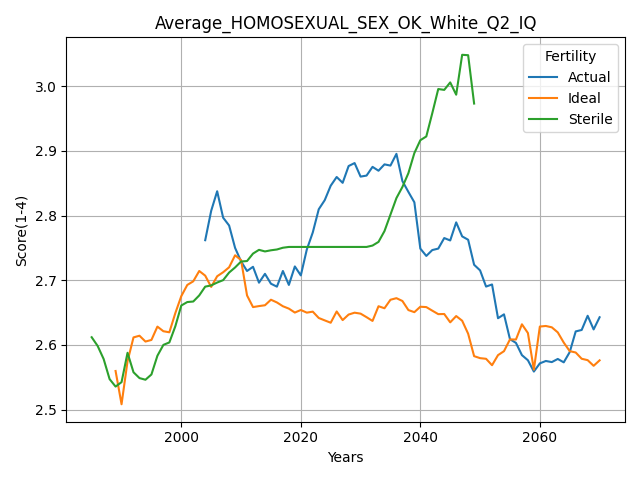 Average_HOMOSEXUAL_SEX_OK_White_Q2_IQ
Fertility
Actual
Ideal
Sterile
Score(1-4)
3.0
2.9
2.8
2.7
2.6
2.5
2000
2020
2040
2060
Years